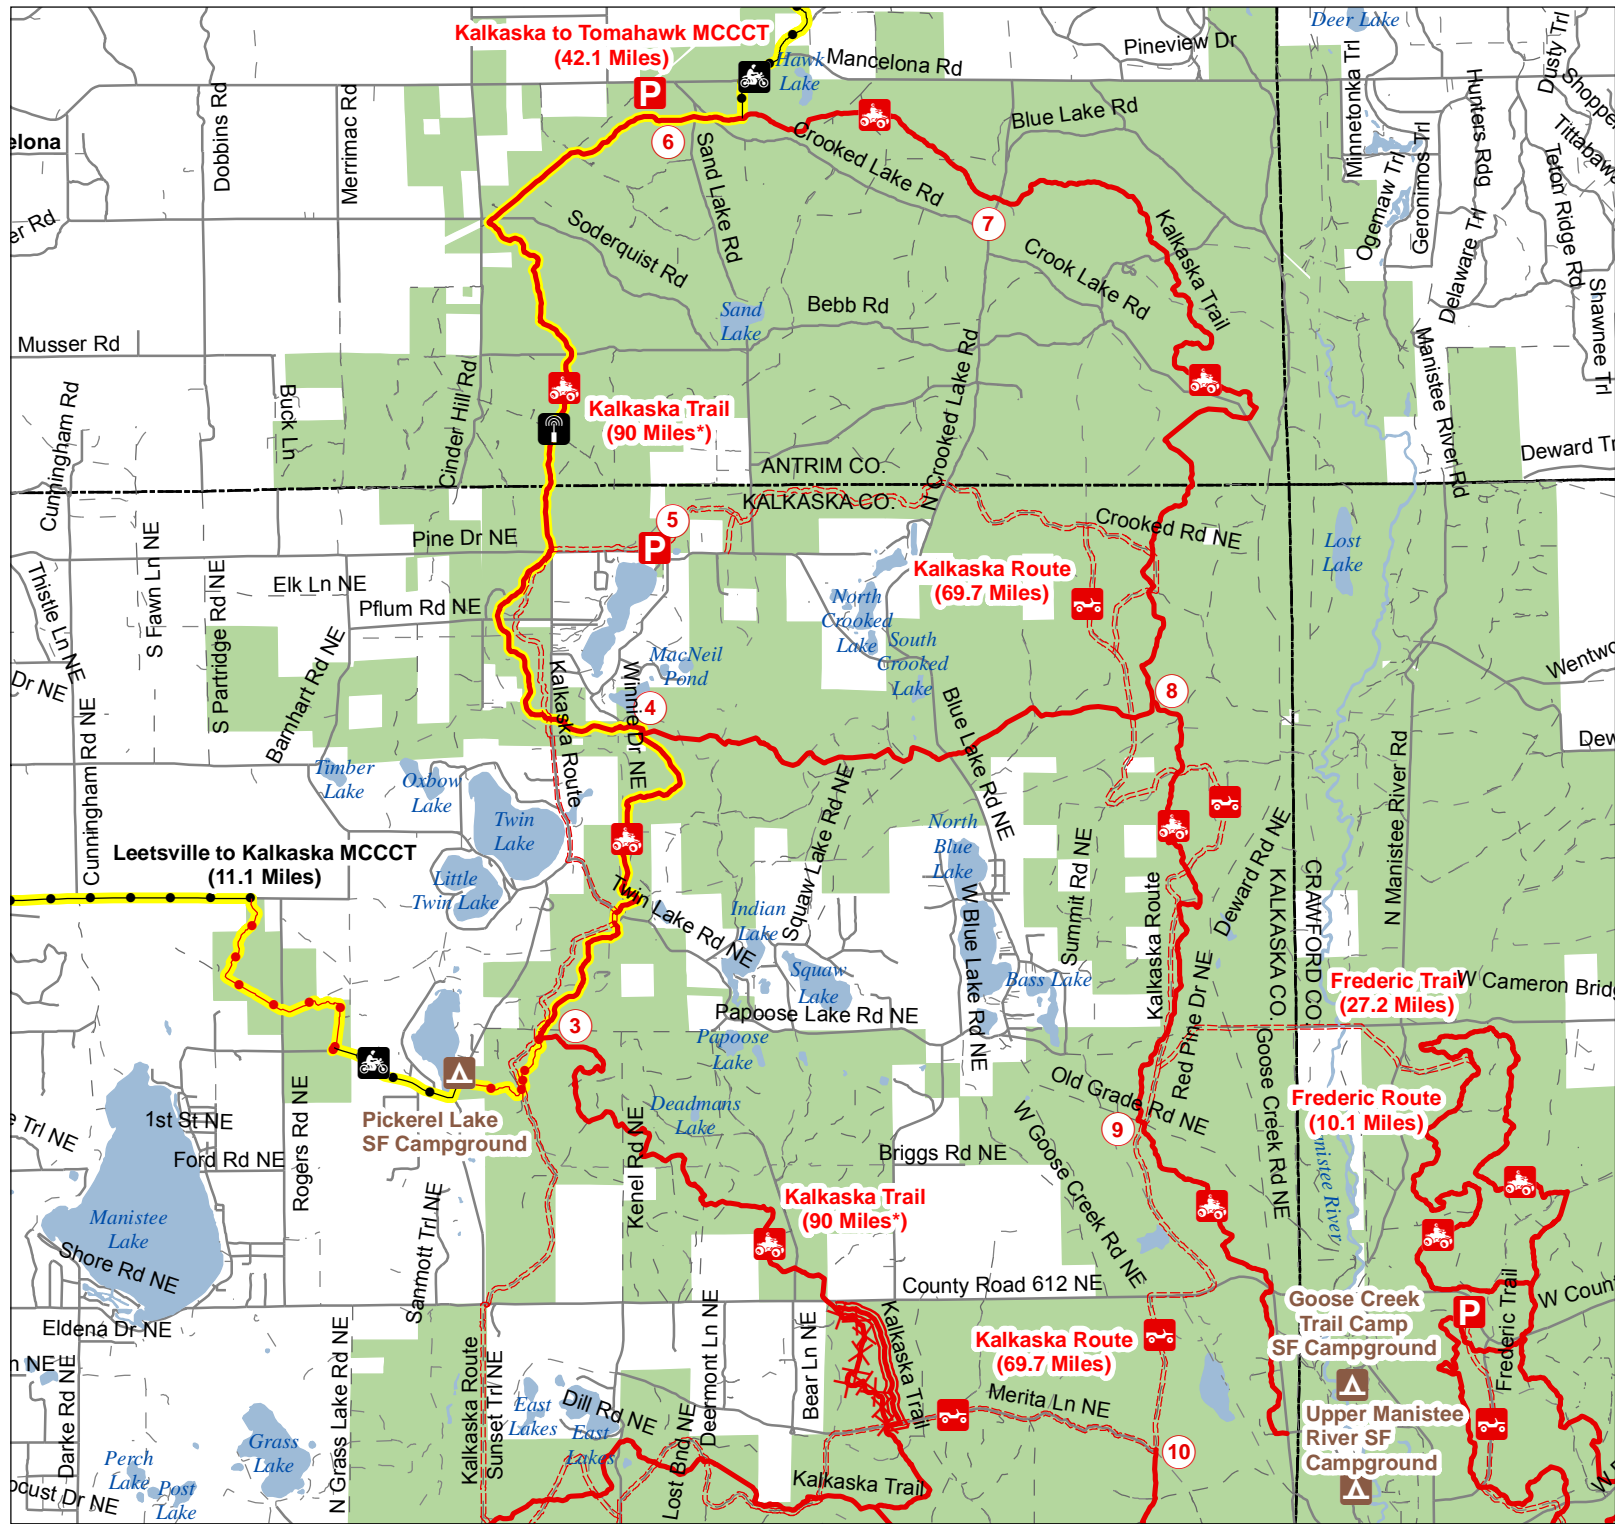 Kalkaska to Tomahawk MCCCT
(42.1 Miles)
Hawk
Lake
Mancelona Rd
Pineview Dr
Deer Lake
Dusty Trl
Minnetonka Trl
Hunters Rdg
Geronimos Trl
Teton Ridge Rd
Ogemaw Trl
Delaware Trl
Shawnee Trl
elona
Dobbins Rd
Merrimac Rd
P
6
Sand Lake Rd
Crooked Lake Rd
Blue Lake Rd
7
er Rd
Soderquist Rd
Crook Lake Rd
Kalkaska Trail
Sand
Lake
Bebb Rd
Musser Rd
Cunningham Rd
Buck Ln
Cinder Hill Rd
Kalkaska Trail
(90 Miles*)
N Crooked Lake Rd
Manistee River Rd
ANTRIM CO.
KALKASKA CO.
Deward Tr
Pine Dr NE
5
P
Crooked Rd NE
Lost
Lake
Thistle Ln NE
S Fawn Ln NE
S Partridge Rd NE
Elk Ln NE
Pflum Rd NE
Kalkaska Route
(69.7 Miles)
North
Crooked
Lake
South
Crooked
Lake
Dr NE
Barnhart Rd NE
MacNeil
Pond
4
8
Kalkaska Route
Winnie Dr NE
Blue Lake Rd NE
Cunningham Rd NE
N Manistee River Rd
Timber
Lake
Oxbow
Lake
Twin
Lake
Squaw Lake Rd NE
North
Blue
Lake
Summit Rd NE
Deward Rd NE
Leetsville to Kalkaska MCCCT
(11.1 Miles)
Little
Twin Lake
Twin Lake Rd NE
Indian
Lake
Squaw
Lake
W Blue Lake Rd NE
Bass Lake
Kalkaska Route
Red Pine Dr NE
KALKASKA CO.
CRAWFORD CO.
Frederic Trail
(27.2 Miles)
W Cameron Bridg
3
Papoose Lake Rd NE
Papoose
Lake
Goose Creek Rd NE
Old Grade Rd NE
Frederic Route
(10.1 Miles)
Pickerel Lake
SF Campground
Deadmans
Lake
9
W Goose Creek Rd NE
nistee River
e Trl NE
1st St NE
Ford Rd NE
Rogers Rd NE
Kenel Rd NE
Briggs Rd NE
Manistee
Lake
Shore Rd NE
Sammott Trl NE
Kalkaska Trail
(90 Miles*)
County Road 612 NE
Goose Creek
Trail Camp
SF Campground
P
Frederic Trail
W Coun
Eldena Dr NE
n NE
Darke Rd NE
N Grass Lake Rd NE
Kalkaska Route
Sunset Trl NE
Deermont Ln NE
Bear Ln NE
Kalkaska Trail
Kalkaska Route
(69.7 Miles)
Merita Ln NE
Upper Manistee
River SF
Campground
East
Lakes
Dill Rd NE
East
Lakes
Lost Bnd NE
10
Grass
Lake
Perch
Lake
Post
Lake
ocust Dr NE
Kalkaska Trail